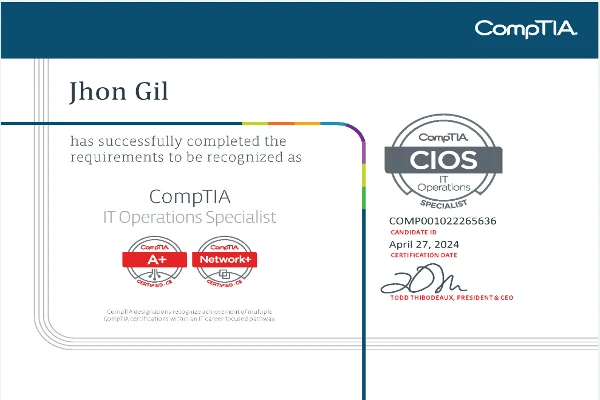 CompTIA.
Jhon Gil
has successfully completed the
requirements to be recognized as
CompTIA
IT Operations Specialist
CompTIA
A+
CERTIFIED • CE
CompTIA
Network+
CERTIFIED • CE
CompTIA designations recognize achievement of multiple
CompTIA certifications within an IT career-focused pathway.
CompTIA.
CIOS
IT
Operations
SPECIALIST
COMP001022265636
CANDIDATE ID
April 27, 2024
CERTIFICATION DATE
TODD THIBODEAUX, PRESIDENT & CEO